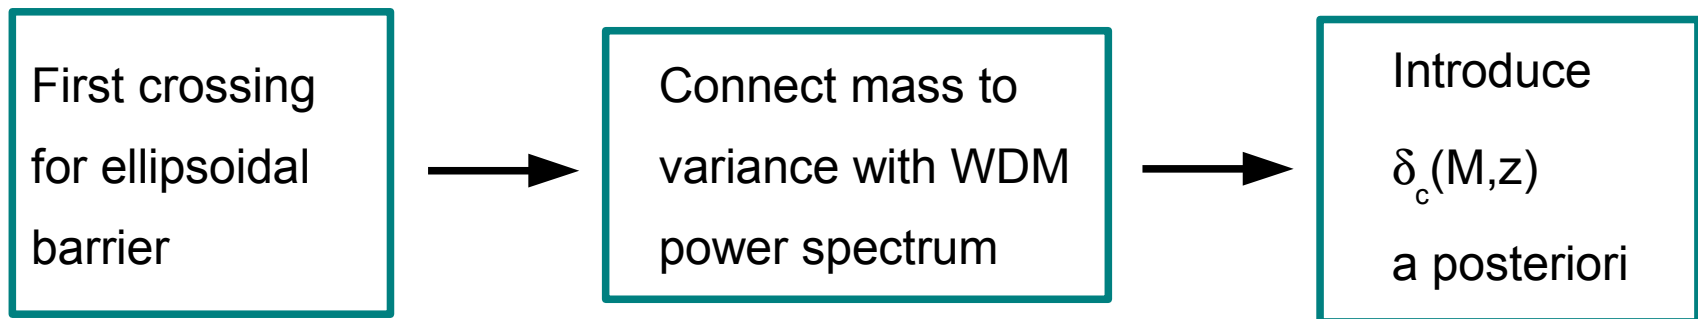 First crossing
for ellipsoidal
barrier
Connect mass to
variance with WDM
power spectrum
Introduce
δc(M,z)
a posteriori